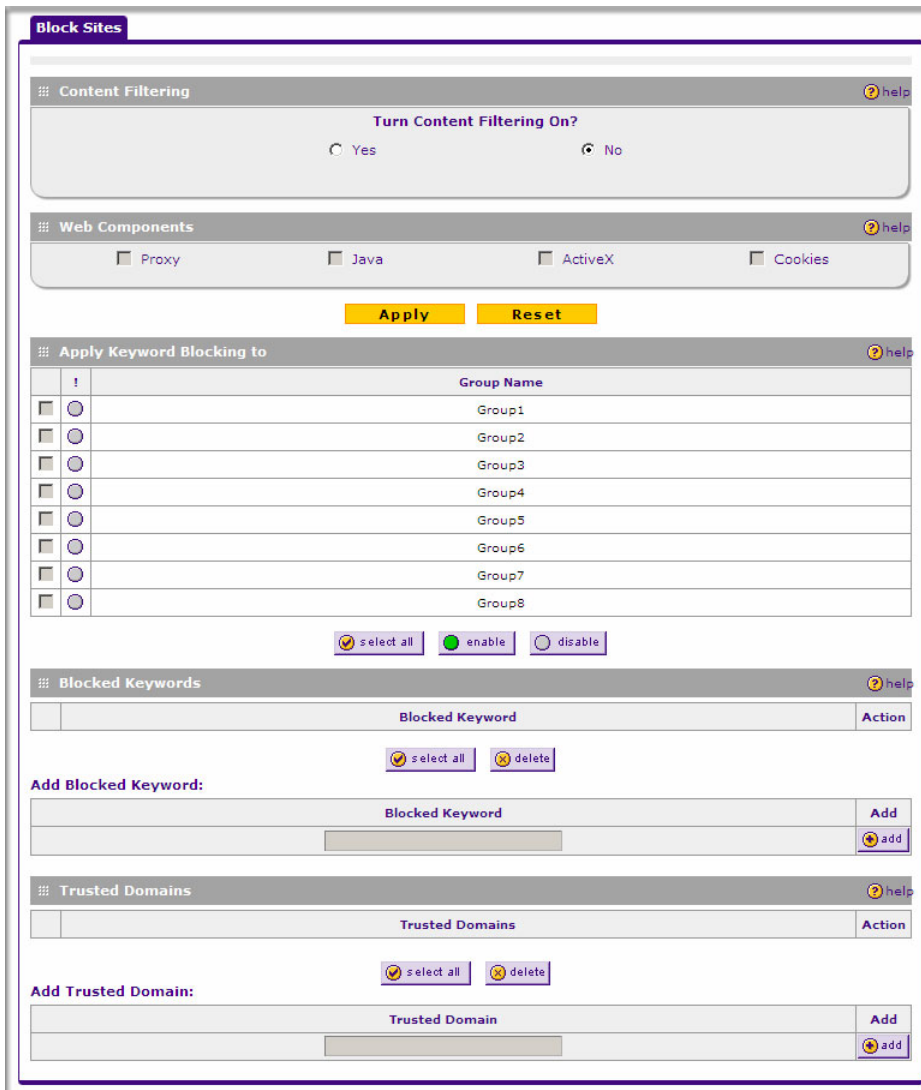 Block Sites
Content Filtering
help
Turn Content Filtering On?
Yes No
Web Components
help
Proxy Java ActiveX Cookies
Apply Reset
Apply Keyword Blocking to
help
! Group Name
Group1
Group2
Group3
Group4
Group5
Group6
Group7
Group8
select all enable disable
Blocked Keywords
help
Blocked Keyword Action
select all delete
Add Blocked Keyword:
Blocked Keyword Add
add
Trusted Domains
help
Trusted Domains Action
select all delete
Add Trusted Domain:
Trusted Domain Add
add